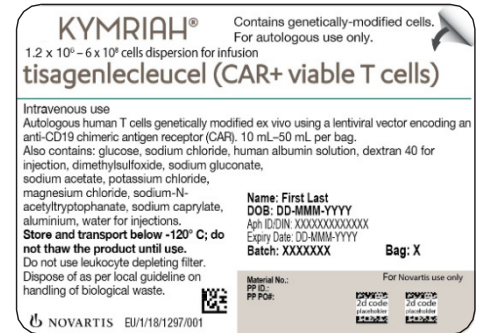 KYMRIAH®
Contains genetically-modified cells.
For autologous use only.
1.2 x 10⁶ – 6 x 10⁸ cells dispersion for infusion
tisagenlecleucel (CAR+ viable T cells)
Intravenous use
Autologous human T cells genetically modified ex vivo using a lentiviral vector encoding an
anti-CD19 chimeric antigen receptor (CAR). 10 mL–50 mL per bag.
Also contains: glucose, sodium chloride, human albumin solution, dextran 40 for
injection, dimethylsulfoxide, sodium gluconate,
sodium acetate, potassium chloride,
magnesium chloride, sodium-N-
acetyltryptophanate, sodium caprylate,
aluminium, water for injections.
Store and transport below -120° C; do
not thaw the product until use.
Do not use leukocyte depleting filter.
Dispose of as per local guideline on
handling of biological waste.
NOVARTIS EU/1/18/1297/001
Name: First Last
DOB: DD-MMM-YYYY
Aph ID/DIN: XXXXXXXXXXXXX
Expiry Date: DD-MMM-YYYY
Batch: XXXXXXX Bag: X
Material No.:
PP ID.:
PP PO#:
For Novartis use only
2d code
placeholder
2d code
placeholder